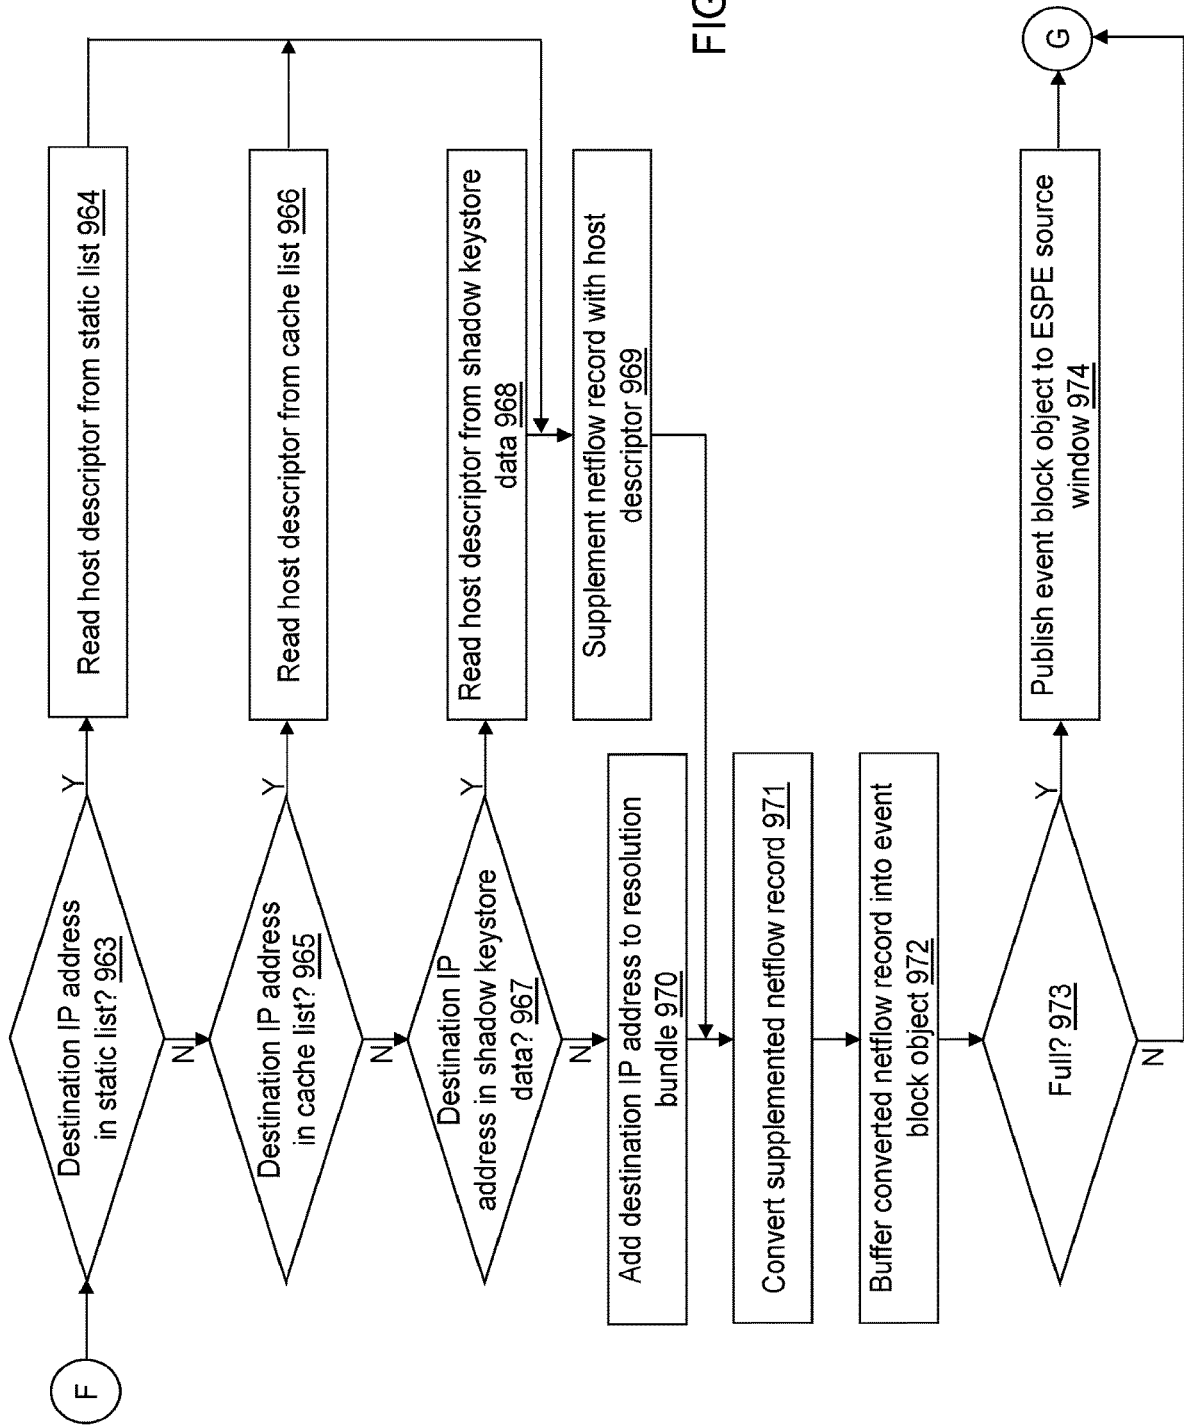 F
Destination IP address
in static list? 963
Y
Read host descriptor from static list 964
N
Destination IP address
in cache list? 965
Y
Read host descriptor from cache list 966
N
Destination IP
address in shadow keystore
data? 967
Y
Read host descriptor from shadow keystore
data 968
Supplement netflow record with host
descriptor 969
N
Add destination IP address to resolution
bundle 970
Convert supplemented netflow record 971
Buffer converted netflow record into event
block object 972
Full? 973
Y
Publish event block object to ESPE source
window 974
N
G
FIG